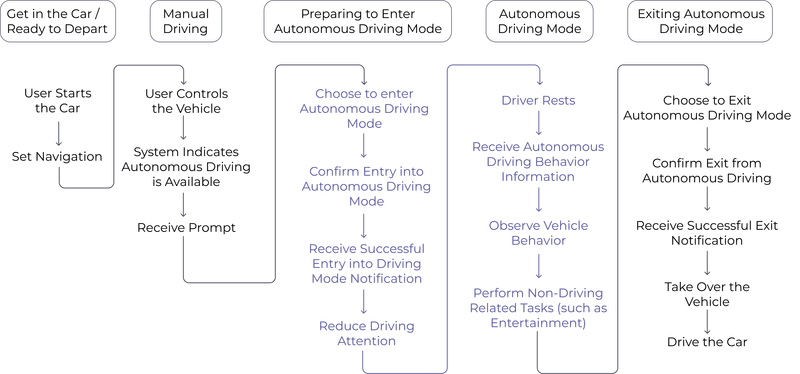 Get in the Car /
Ready to Depart
Manual
Driving
Preparing to Enter
Autonomous Driving Mode
Autonomous
Driving Mode
Exiting Autonomous
Driving Mode
User Starts
the Car
Set Navigation
User Controls
the Vehicle
System Indicates
Autonomous Driving
is Available
Receive Prompt
Choose to enter
Autonomous Driving
Mode
Confirm Entry into
Autonomous Driving
Mode
Receive Successful
Entry into Driving
Mode Notification
Reduce Driving
Attention
Driver Rests
Receive Autonomous
Driving Behavior
Information
Observe Vehicle
Behavior
Perform Non-Driving
Related Tasks (such as
Entertainment)
Choose to Exit
Autonomous Driving Mode
Confirm Exit from
Autonomous Driving
Receive Successful Exit
Notification
Take Over the
Vehicle
Drive the Car